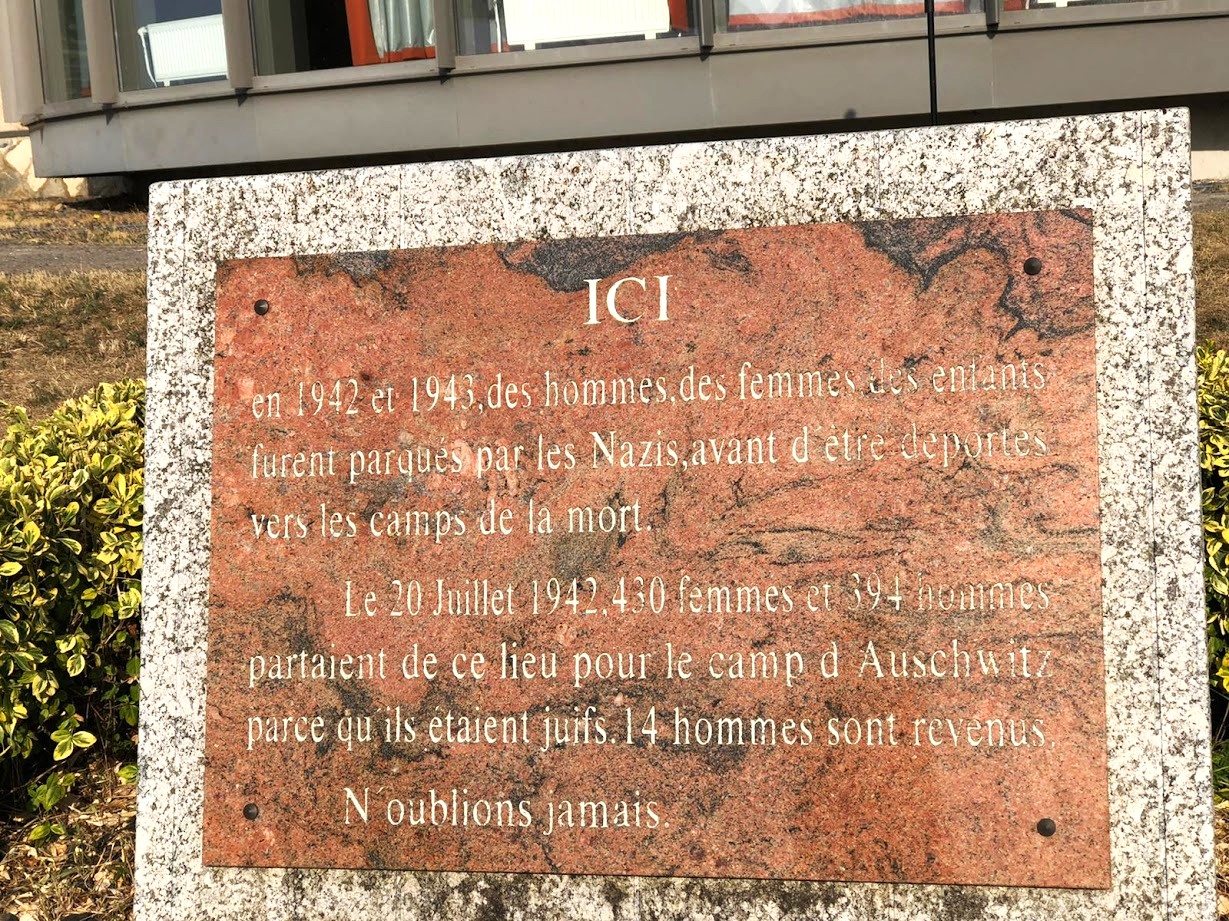 ICI
en 1942 et 1943,des hommes,des femmes,des enfants
furent parqués par les Nazis,avant d'être déportés
vers les camps de la mort.
Le 20 Juillet 1942,430 femmes et 394 hommes
partaient de ce lieu pour le camp d'Auschwitz
parce qu'ils étaient juifs.14 hommes sont revenus.
N'oublions jamais.